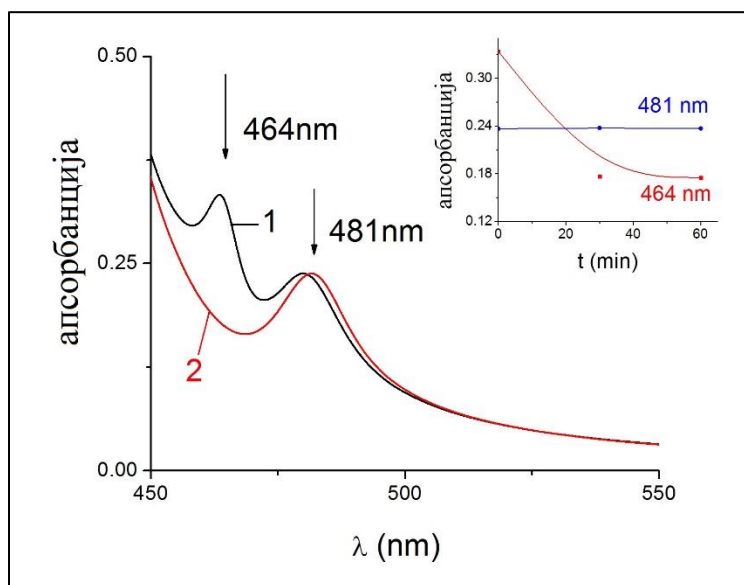 0.50
464nm
1
481nm
0.25
2
0.00
450
500
550
λ (nm)
апсорбанција
0.30
481 nm
0.24
0.18
464 nm
0.12
0
20
40
60
t (min)
апсорбанција